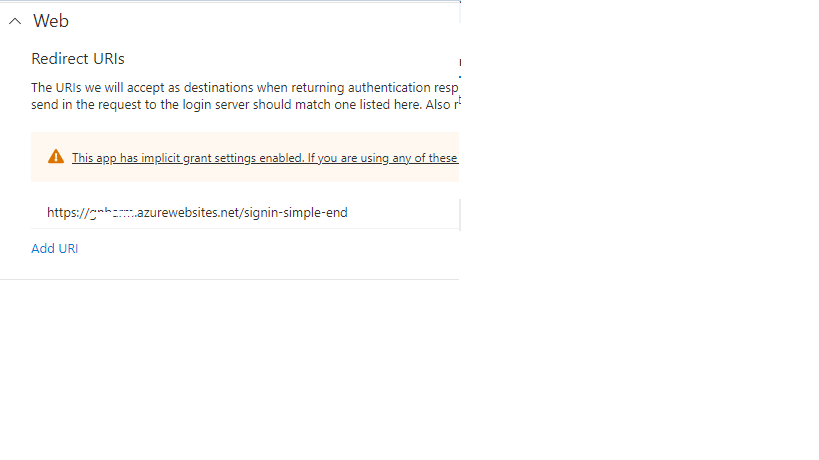 Web
Redirect URIs
The URIs we will accept as destinations when returning authentication resp
send in the request to the login server should match one listed here. Also r
This app has implicit grant settings enabled. If you are using any of these
https://.azurewebsites.net/signin-simple-end
Add URI